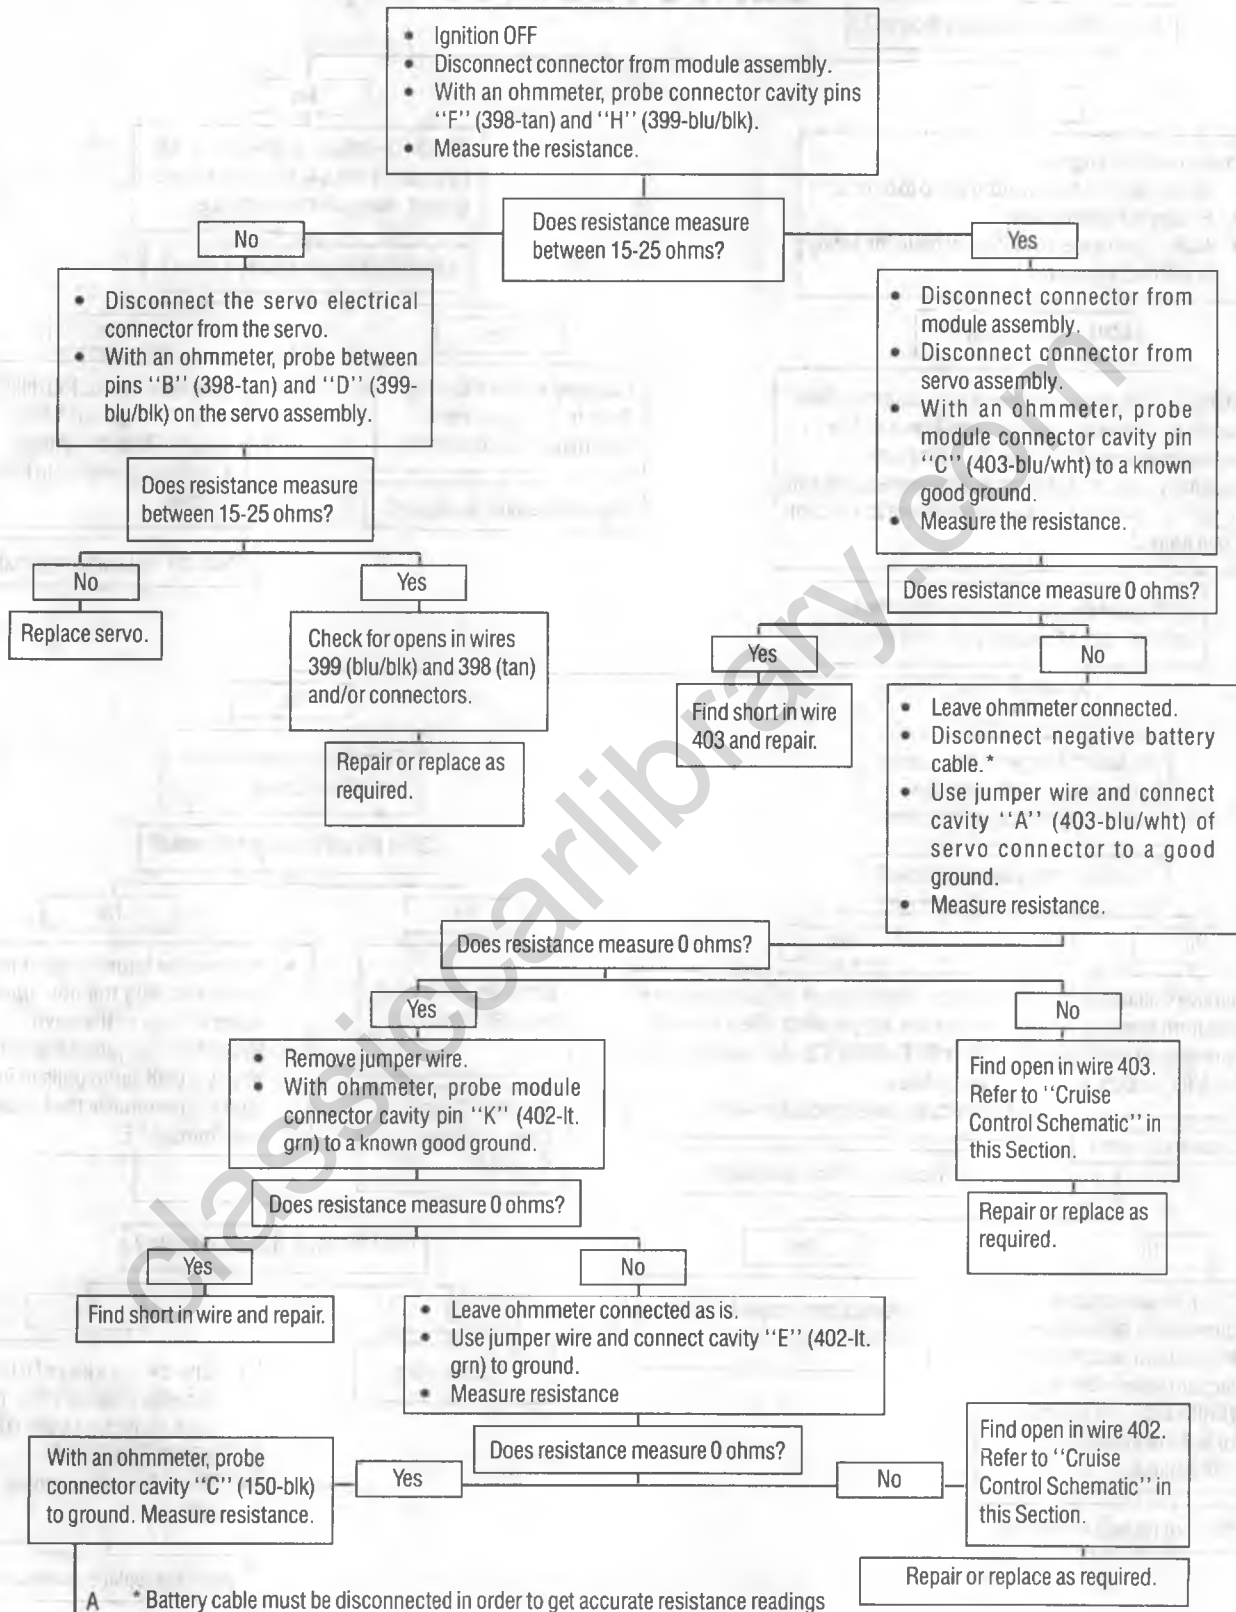 • Ignition OFF
• Disconnect connector from module assembly.
• With an ohmmeter, probe connector cavity pins
"F" (398-tan) and "H" (399-blu/blk).
• Measure the resistance.
Does resistance measure
between 15-25 ohms?
No
Yes
• Disconnect the servo electrical
connector from the servo.
• With an ohmmeter, probe between
pins "B" (398-tan) and "D" (399-
blu/blk) on the servo assembly.
Does resistance measure
between 15-25 ohms?
No
Yes
Replace servo.
Check for opens in wires
399 (blu/blk) and 398 (tan)
and/or connectors.
Repair or replace as
required.
• Disconnect connector from
module assembly.
• Disconnect connector from
servo assembly.
• With an ohmmeter, probe
module connector cavity pin
"C" (403-blu/wht) to a known
good ground.
• Measure the resistance.
Does resistance measure 0 ohms?
Yes
No
Find short in wire
403 and repair.
• Leave ohmmeter connected.
• Disconnect negative battery
cable.*
• Use jumper wire and connect
cavity "A" (403-blu/wht) of
servo connector to a good
ground.
• Measure resistance.
Does resistance measure 0 ohms?
Yes
No
• Remove jumper wire.
• With ohmmeter, probe module
connector cavity pin "K" (402-lt.
grn) to a known good ground.
Find open in wire 403.
Refer to "Cruise
Control Schematic" in
this Section.
Repair or replace as
required.
Does resistance measure 0 ohms?
Yes
No
Find short in wire and repair.
• Leave ohmmeter connected as is.
• Use jumper wire and connect cavity "E" (402-lt.
grn) to ground.
• Measure resistance
Does resistance measure 0 ohms?
Yes
No
With an ohmmeter, probe
connector cavity "C" (150-blk)
to ground. Measure resistance.
Find open in wire 402.
Refer to "Cruise
Control Schematic" in
this Section.
Repair or replace as required.
A
* Battery cable must be disconnected in order to get accurate resistance readings
classiccarlibrary.com